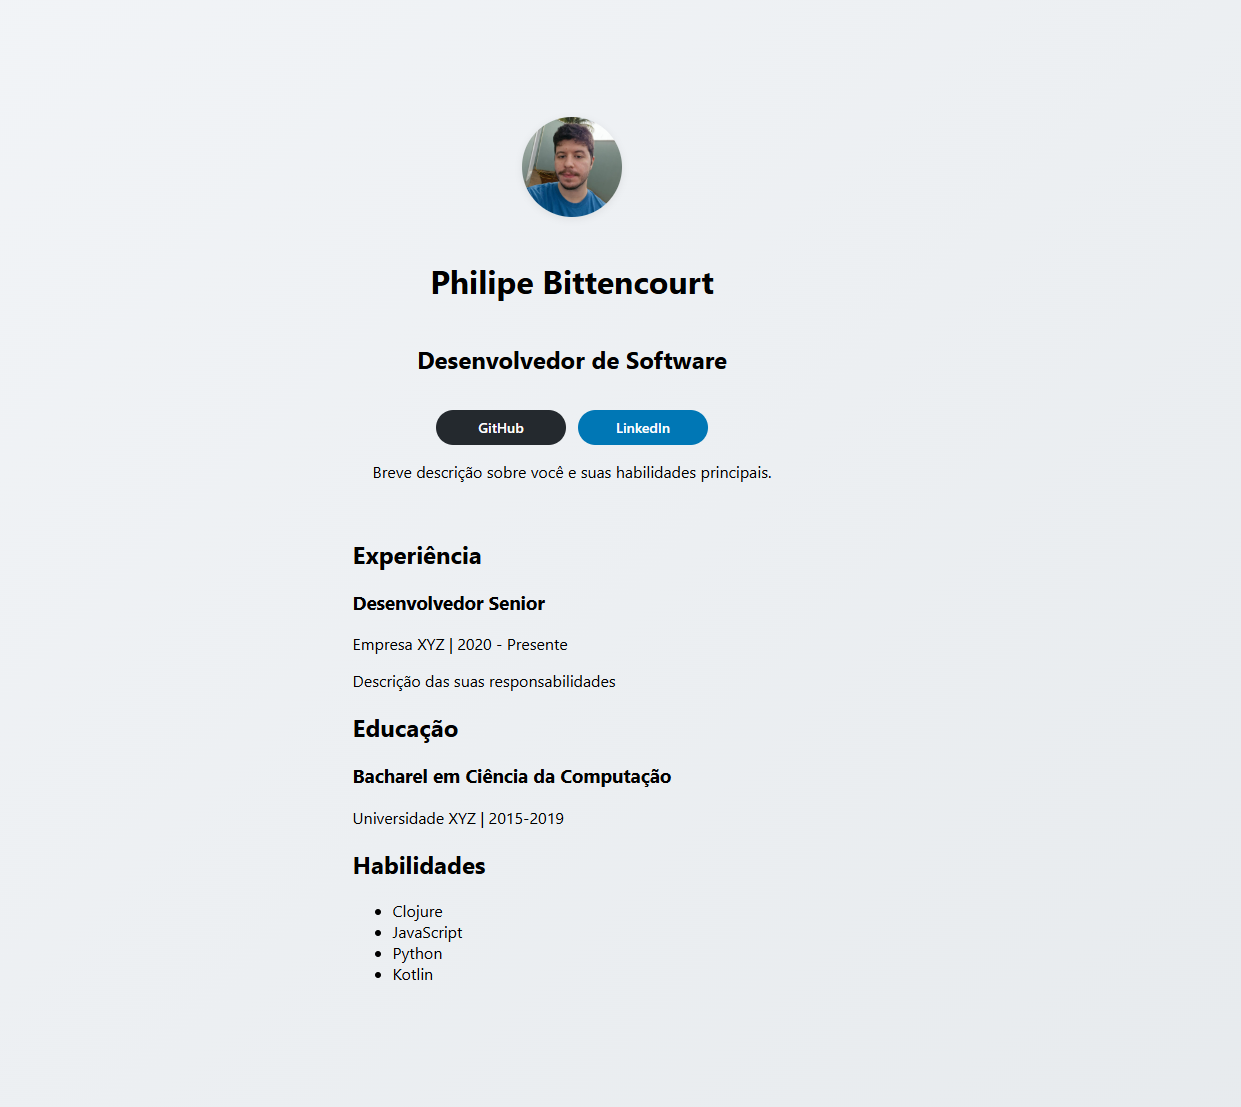 Philipe Bittencourt
Desenvolvedor de Software
GitHub LinkedIn
Breve descrição sobre você e suas habilidades principais.
Experiência
Desenvolvedor Senior
Empresa XYZ | 2020 - Presente
Descrição das suas responsabilidades
Educação
Bacharel em Ciência da Computação
Universidade XYZ | 2015-2019
Habilidades
• Clojure
• JavaScript
• Python
• Kotlin